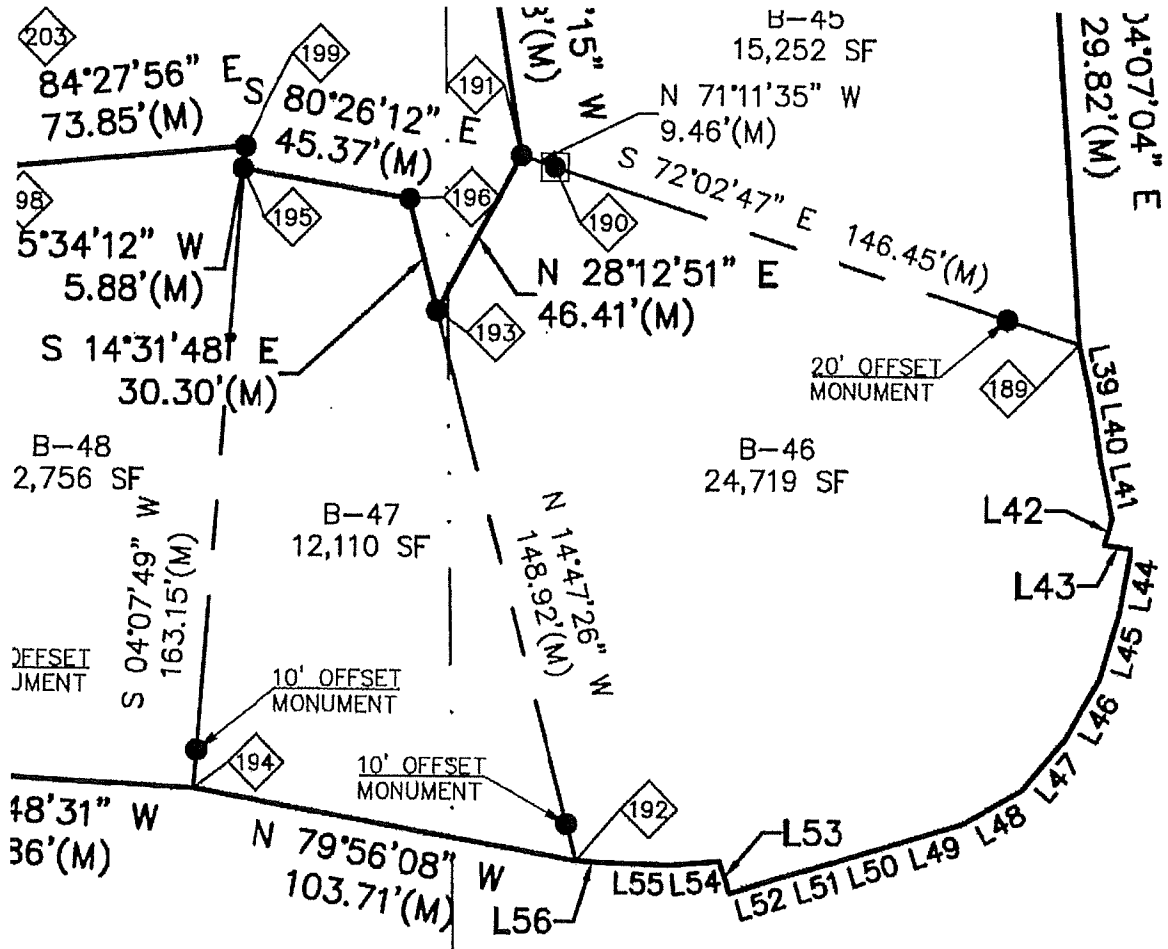 203
84°27'56" E
73.85'(M)
199
S 80°26'12" E
45.37'(M)
191
3'(M)
'15" W
B-45
15,252 SF
N 71°11'35" W
9.46'(M)
04°07'04" E
29.82'(M)
98
195
196
190
S 72°02'47" E 146.45'(M)
5°34'12" W
5.88'(M)
N 28°12'51" E
46.41'(M)
193
S 14°31'48" E
30.30'(M)
20' OFFSET
MONUMENT
189
L39
L40
L41
B-48
2,756 SF
B-46
24,719 SF
B-47
12,110 SF
L42
L43
L44
L45
L46
L47
L48
L49
L50
L51
L52
L53
L54
L55
L56
N 14°47'26" W
148.92'(M)
S 04°07'49" W
163.15'(M)
OFFSET
UMENT
10' OFFSET
MONUMENT
194
10' OFFSET
MONUMENT
192
48'31" W
36'(M)
N 79°56'08" W
103.71'(M)